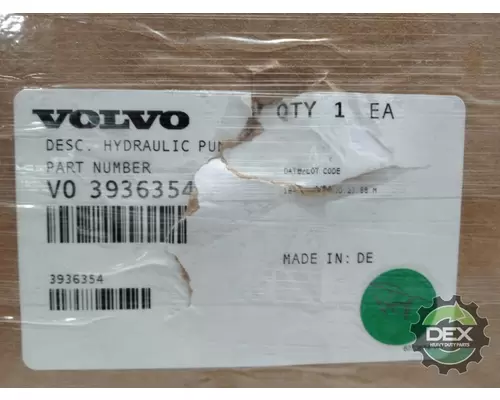 VOLVO
QTY 1 EA
DESC. HYDRAULIC PUM
PART NUMBER
VO 3936354
DATE/LOT CODE
3936354
MADE IN: DE
DEX
HEAVY DUTY PARTS